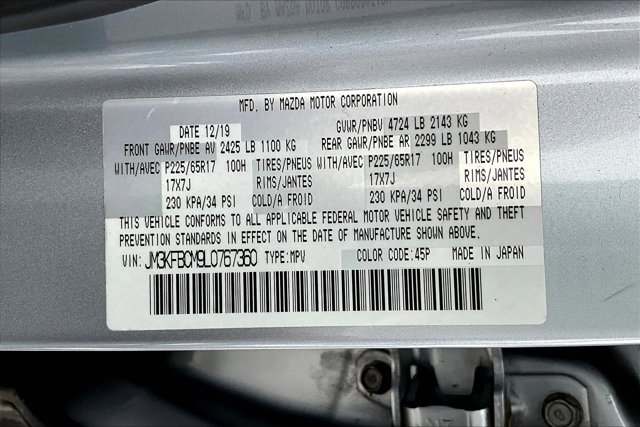 MFD. BY MAZDA MOTOR CORPORATION
DATE 12/19 GVWR/PNBV 4724 LB 2143 KG
FRONT GAWR/PNBE AV 2425 LB 1100 KG REAR GAWR/PNBE AR 2299 LB 1043 KG
WITH/AVEC P225/65R17 100H TIRES/PNEUS WITH/AVEC P225/65R17 100H TIRES/PNEUS
17X7J RIMS/JANTES 17X7J RIMS/JANTES
230 KPA/34 PSI COLD/A FROID 230 KPA/34 PSI COLD/A FROID
THIS VEHICLE CONFORMS TO ALL APPLICABLE FEDERAL MOTOR VEHICLE SAFETY AND THEFT
PREVENTION STANDARDS IN EFFECT ON THE DATE OF MANUFACTURE SHOWN ABOVE.
VIN: JM3KFBCM9L0767360 TYPE:MPV COLOR CODE:45P MADE IN JAPAN